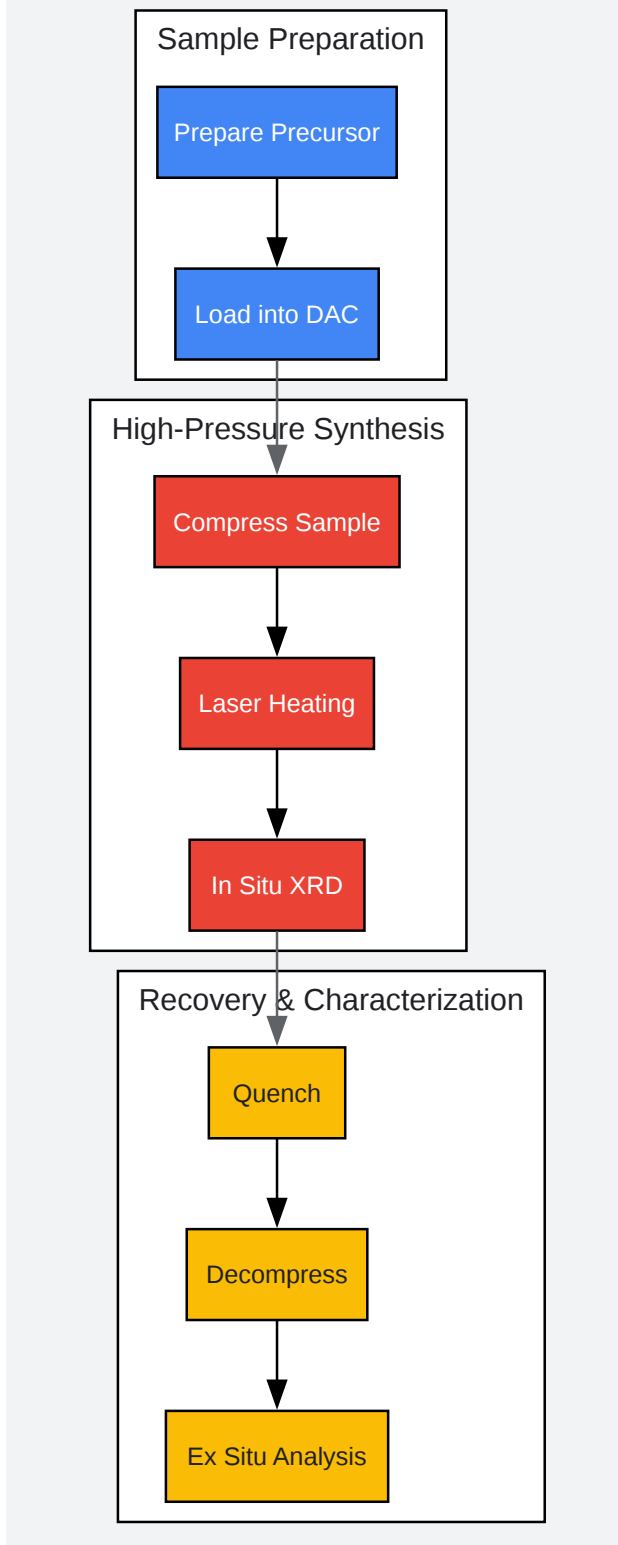 Sample Preparation
Prepare Precursor
Load into DAC
High-Pressure Synthesis
Compress Sample
Laser Heating
In Situ XRD
Recovery & Characterization
Quench
Decompress
Ex Situ Analysis